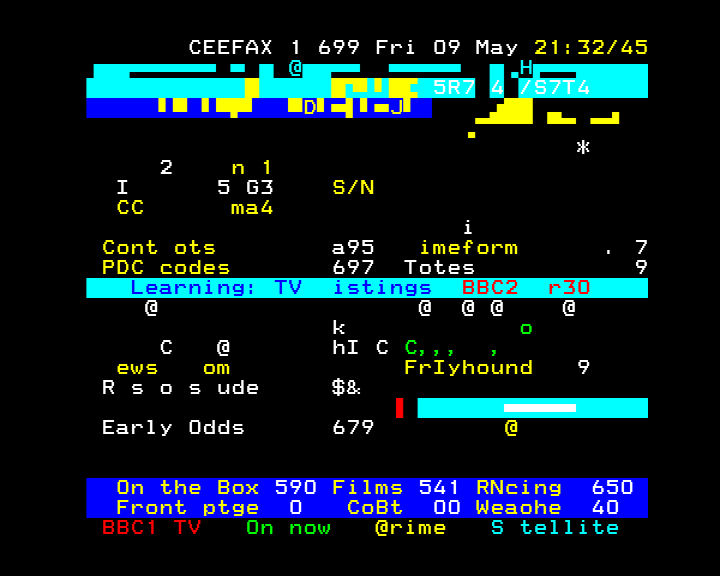 CEEFAX 1 699 Fri 09 May 21:32/45
@ .H
5R7 4 /S7T4
D J
*
2 n 1
I 5 G3 S/N
CC ma4
i
Cont ots a95 imeform . 7
PDC codes 697 Totes 9
Learning: TV istings BBC2 r30
@ @ @ @ @
k o
C @ hI C C,,, ,
ews om FrIyhound 9
R s o s ude $&
Early Odds 679 @
On the Box 590 Films 541 RNcing 650
Front ptge 0 CoBt 00 Weaohe 40
BBC1 TV On now @rime S tellite